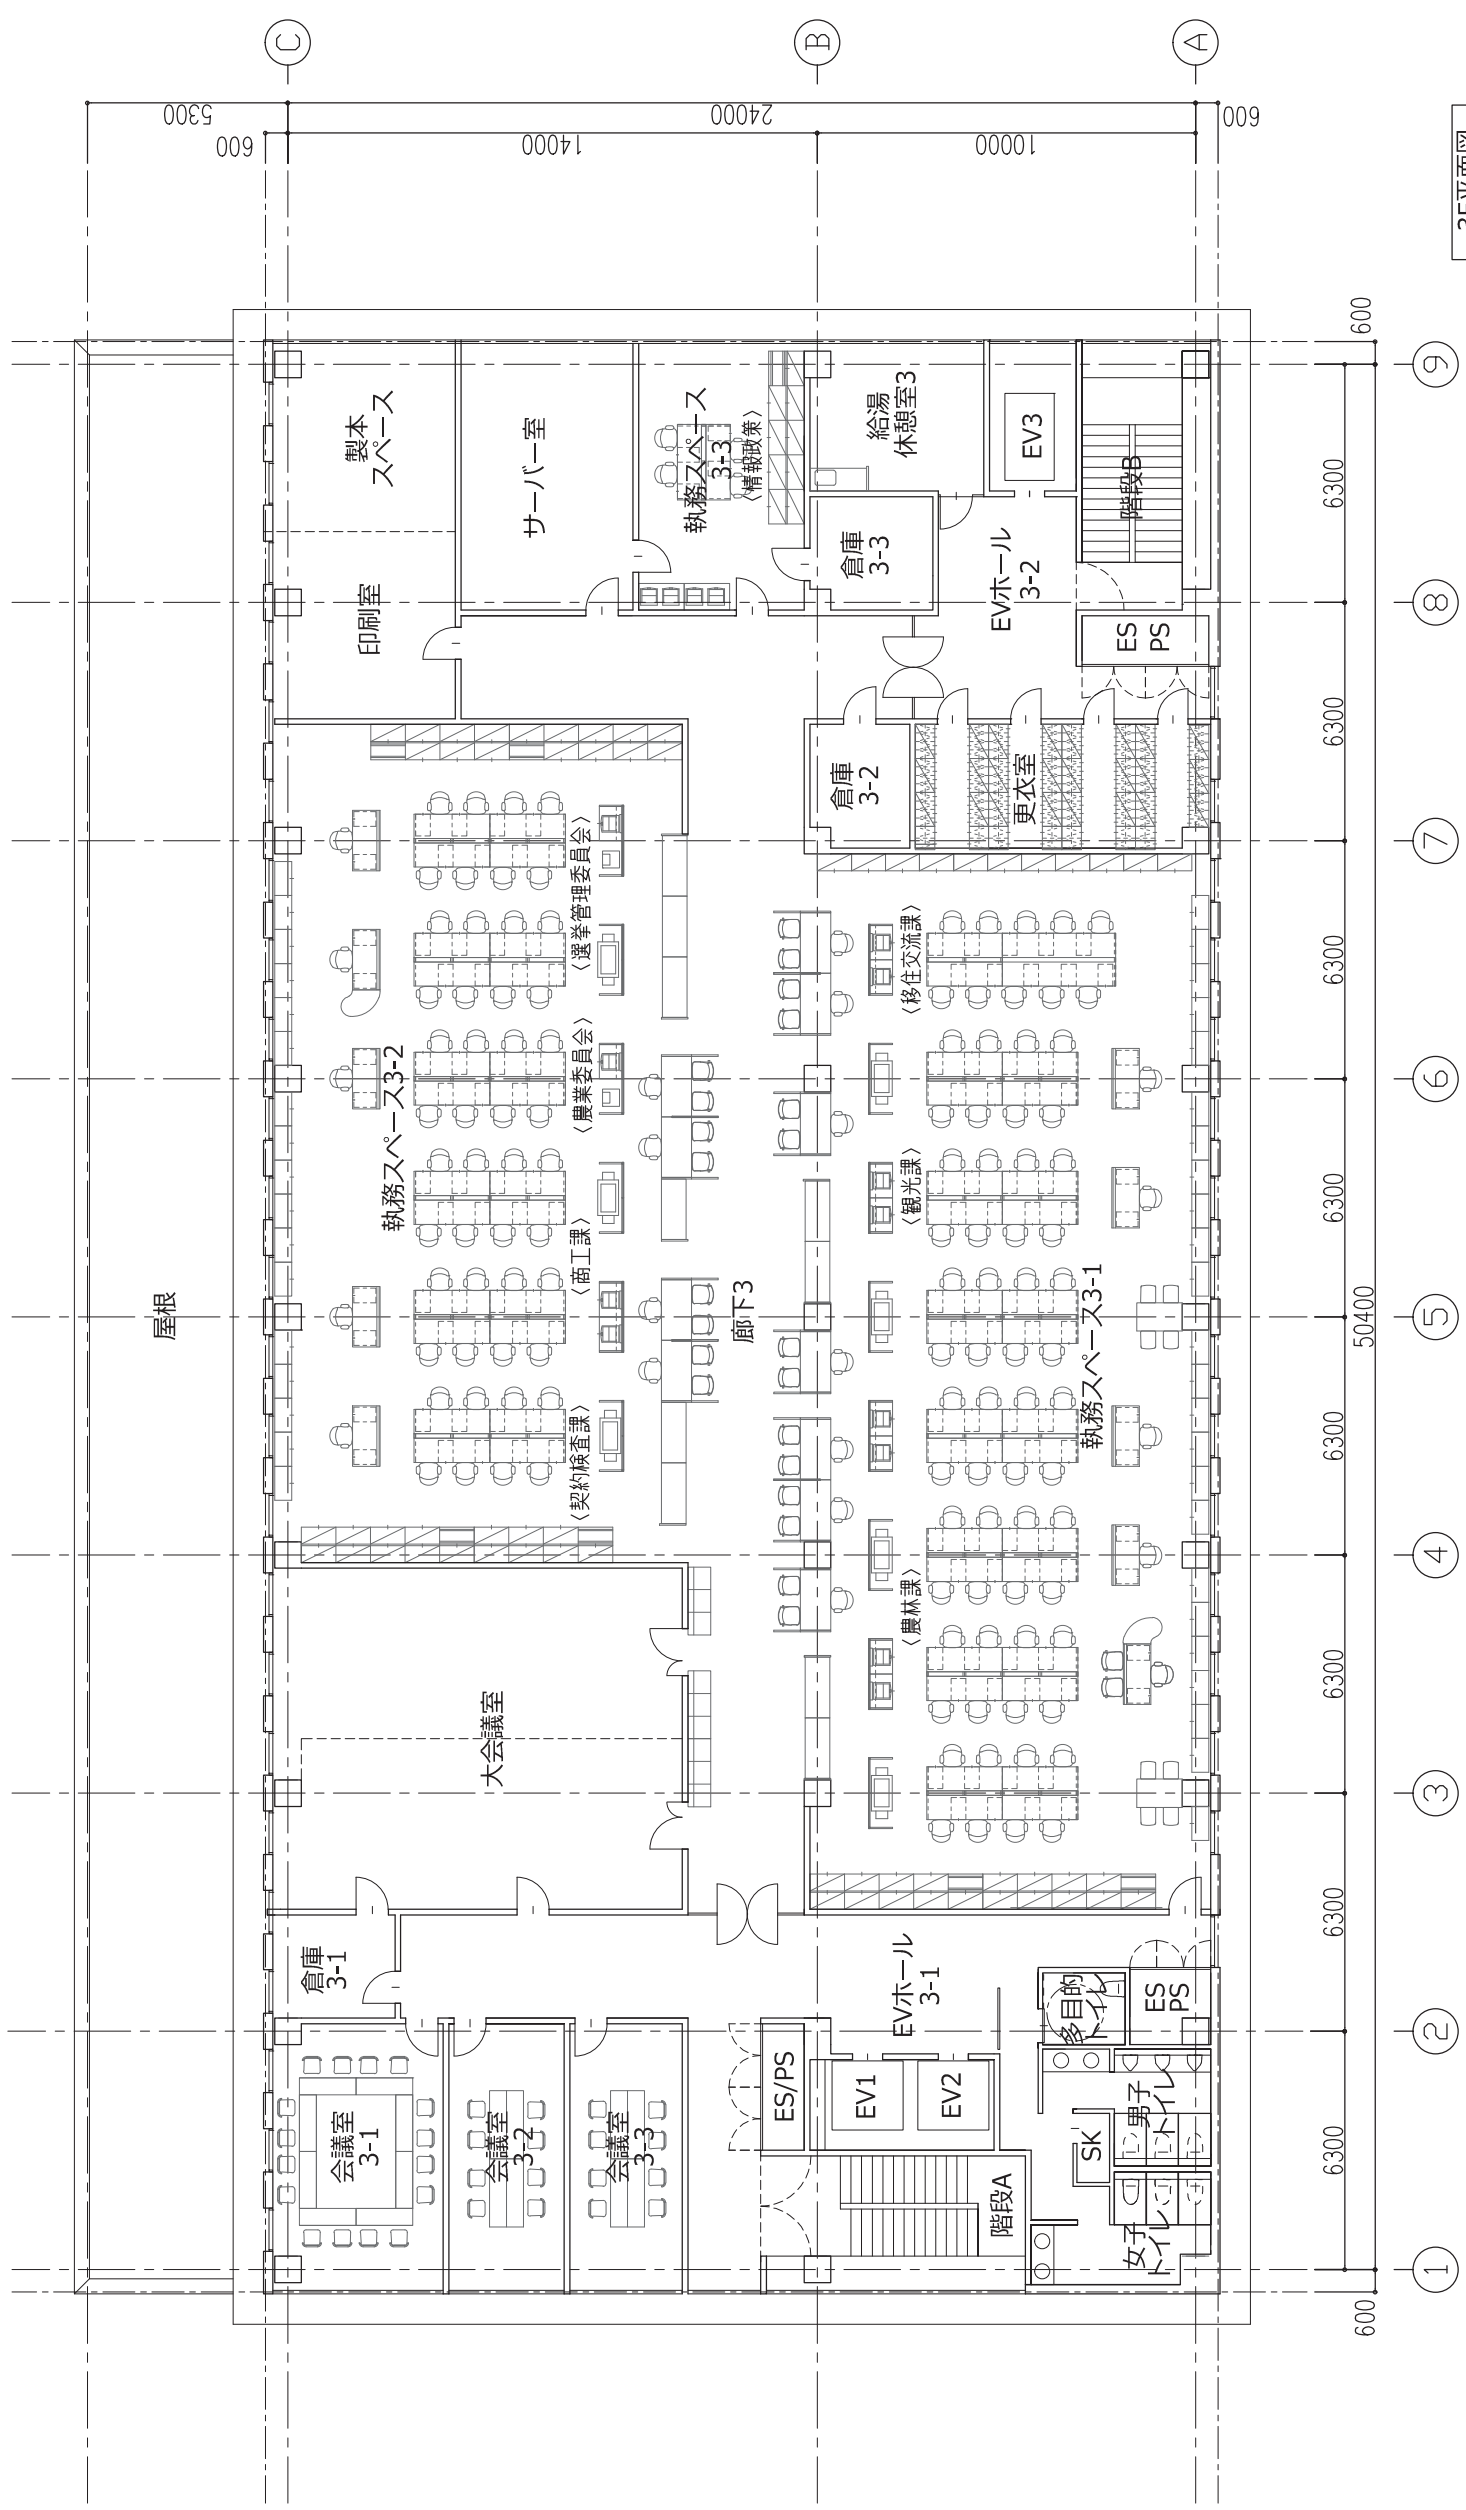 屋根
C
B
A
5300
24000
600
600
14000
10000
3F平面図
製本
スペース
印刷室
サーバー室
執務スペース
3-3
〈情報政策〉
給湯
休憩室3
EV3
階段B
倉庫
3-3
EVホール
3-2
ES
PS
倉庫
3-2
更衣室
執務スペース3-2
〈選挙管理委員会〉
〈農業委員会〉
〈商工課〉
〈契約検査課〉
廊下3
〈移住交流課〉
〈観光課〉
〈農林課〉
執務スペース3-1
大会議室
倉庫
3-1
EVホール
3-1
多目的
トイレ
ES
PS
会議室
3-1
会議室
3-2
会議室
3-3
ES/PS
EV1
EV2
階段A
SK
男子
トイレ
女子
トイレ
600
6300
6300
6300
6300
6300
6300
6300
6300
50400
600
9
8
7
6
5
4
3
2
1